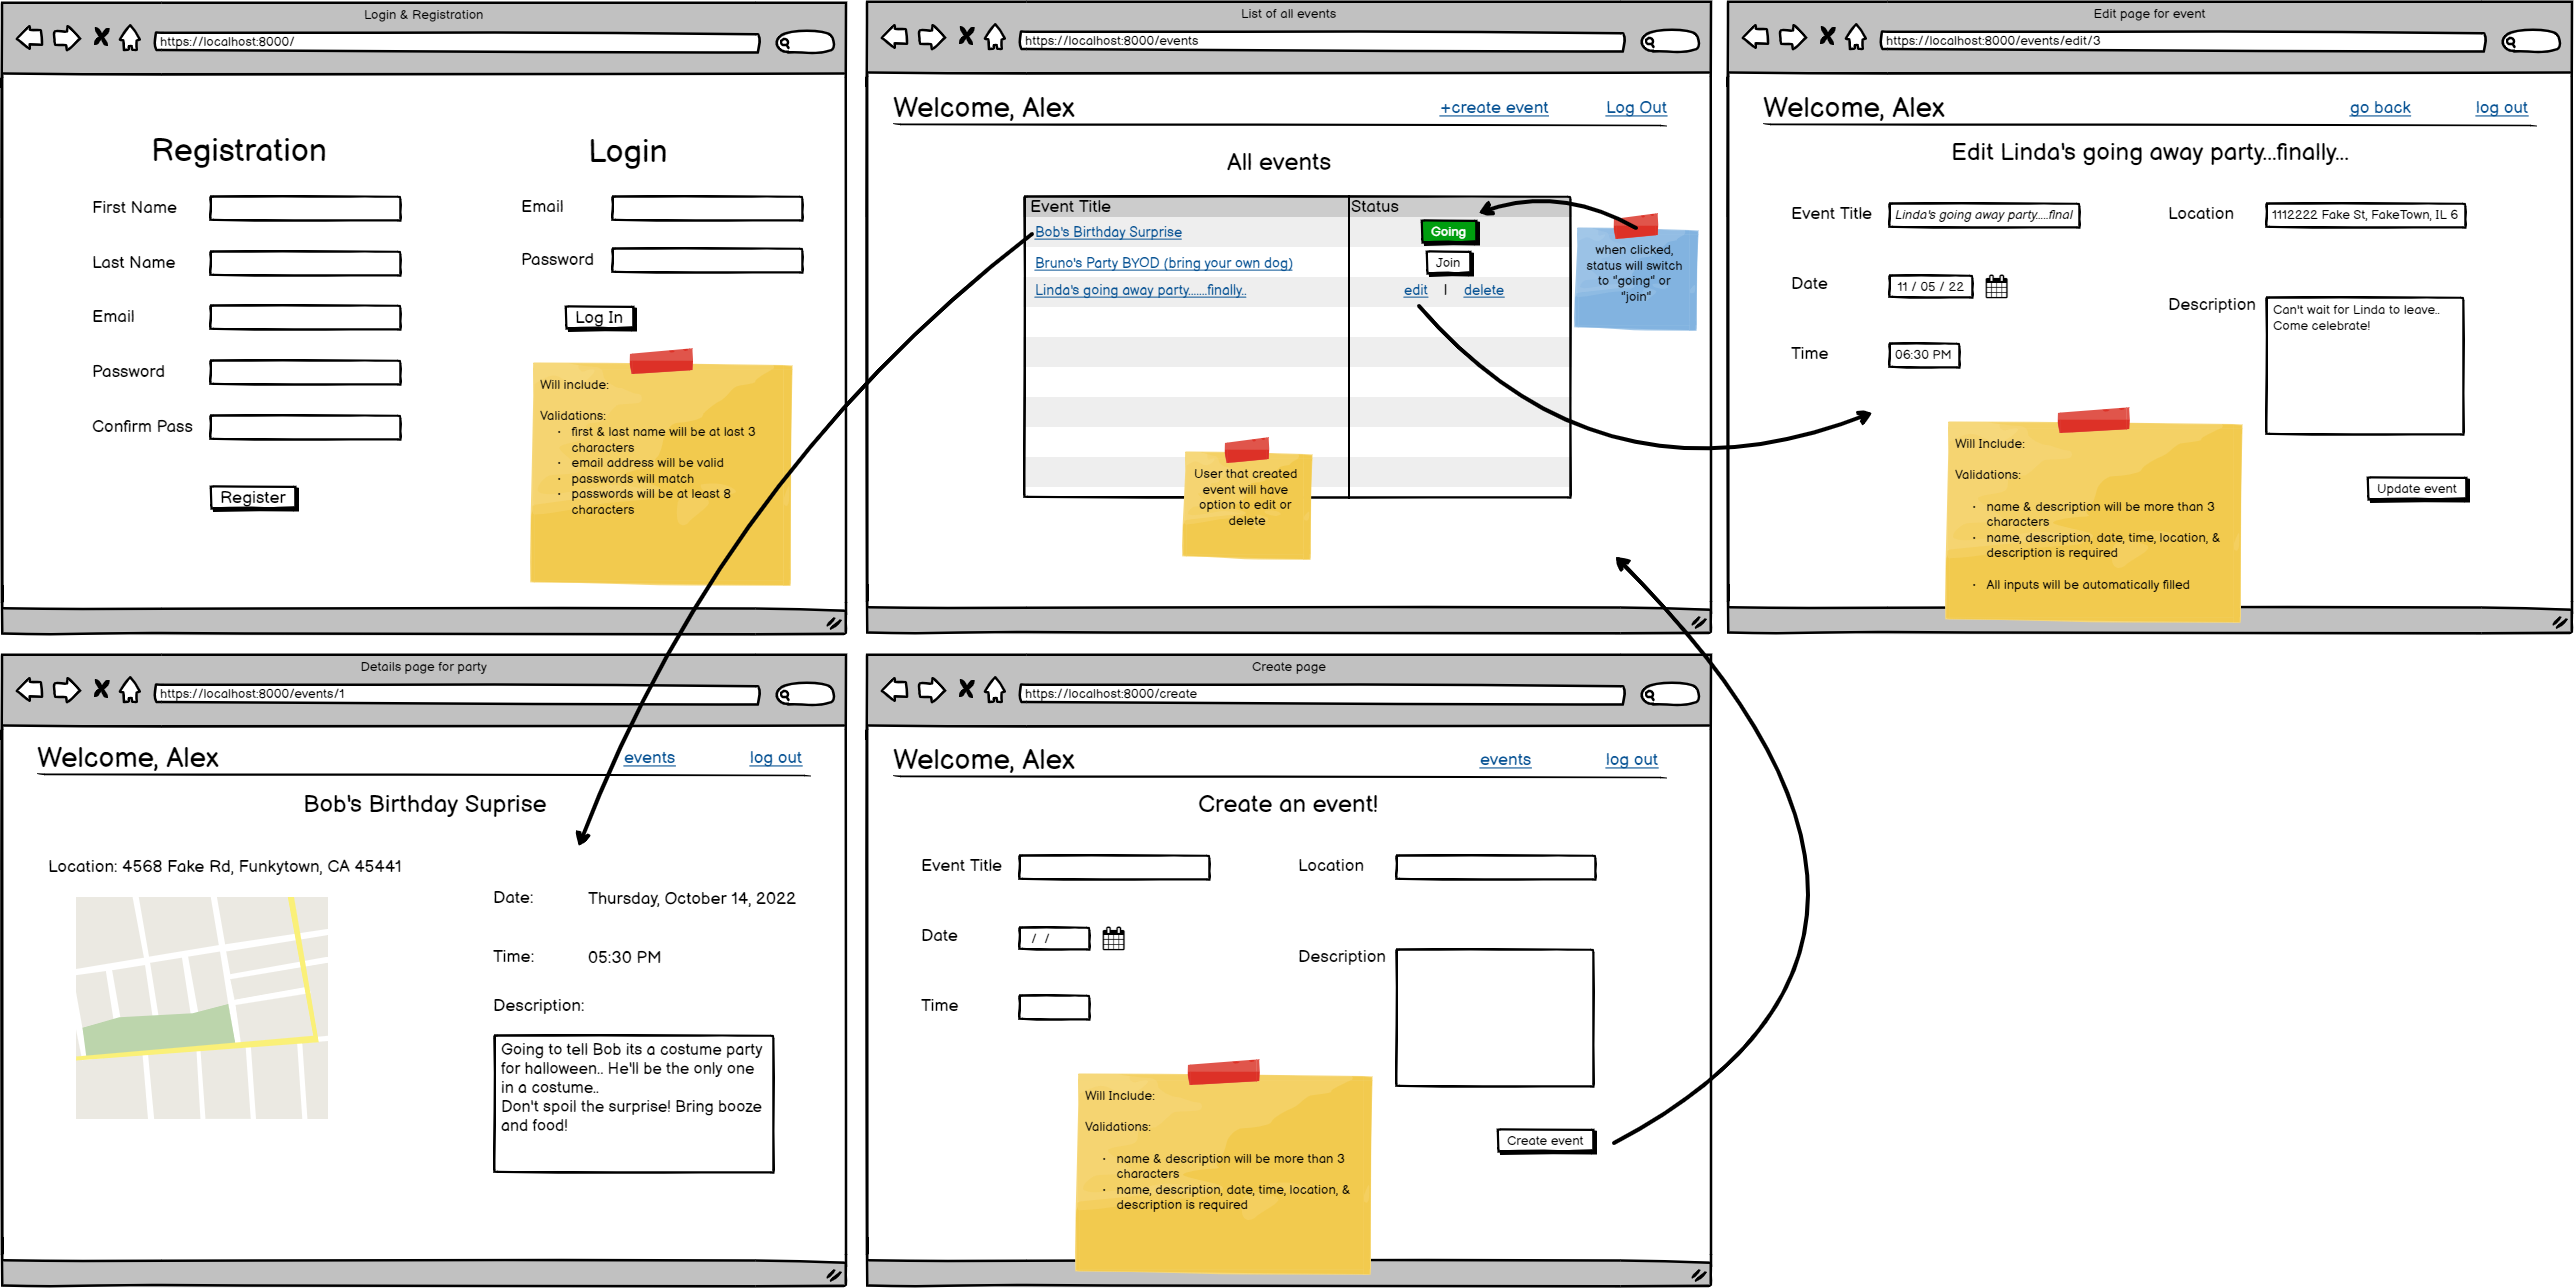 Login & Registration
https://localhost:8000/
Registration
First Name
Last Name
Email
Password
Confirm Pass
Register
Login
Email
Password
Log In
Will include:
Validations:
· first & last name will be at last 3
characters
· email address will be valid
· passwords will match
· passwords will be at least 8
characters
List of all events
https://localhost:8000/events
Welcome, Alex
+create event
Log Out
All events
Event Title
Status
Bob's Birthday Surprise
Going
Bruno's Party BYOD (bring your own dog)
Join
Linda's going away party.......finally..
edit | delete
when clicked,
status will switch
to "going" or
"join"
User that created
event will have
option to edit or
delete
Edit page for event
https://localhost:8000/events/edit/3
Welcome, Alex
go back
log out
Edit Linda's going away party...finally...
Event Title
Linda's going away party.....final
Location
1112222 Fake St, FakeTown, IL 6
Date
11 / 05 / 22
Time
06:30 PM
Description
Can't wait for Linda to leave..
Come celebrate!
Update event
Will Include:
Validations:
· name & description will be more than 3
characters
· name, description, date, time, location, &
description is required
· All inputs will be automatically filled
Details page for party
https://localhost:8000/events/1
Welcome, Alex
events
log out
Bob's Birthday Suprise
Location: 4568 Fake Rd, Funkytown, CA 45441
Date:
Thursday, October 14, 2022
Time:
05:30 PM
Description:
Going to tell Bob its a costume party
for halloween.. He'll be the only one
in a costume..
Don't spoil the surprise! Bring booze
and food!
Create page
https://localhost:8000/create
Welcome, Alex
events
log out
Create an event!
Event Title
Location
Date
/ /
Time
Description
Create event
Will Include:
Validations:
· name & description will be more than 3
characters
· name, description, date, time, location, &
description is required